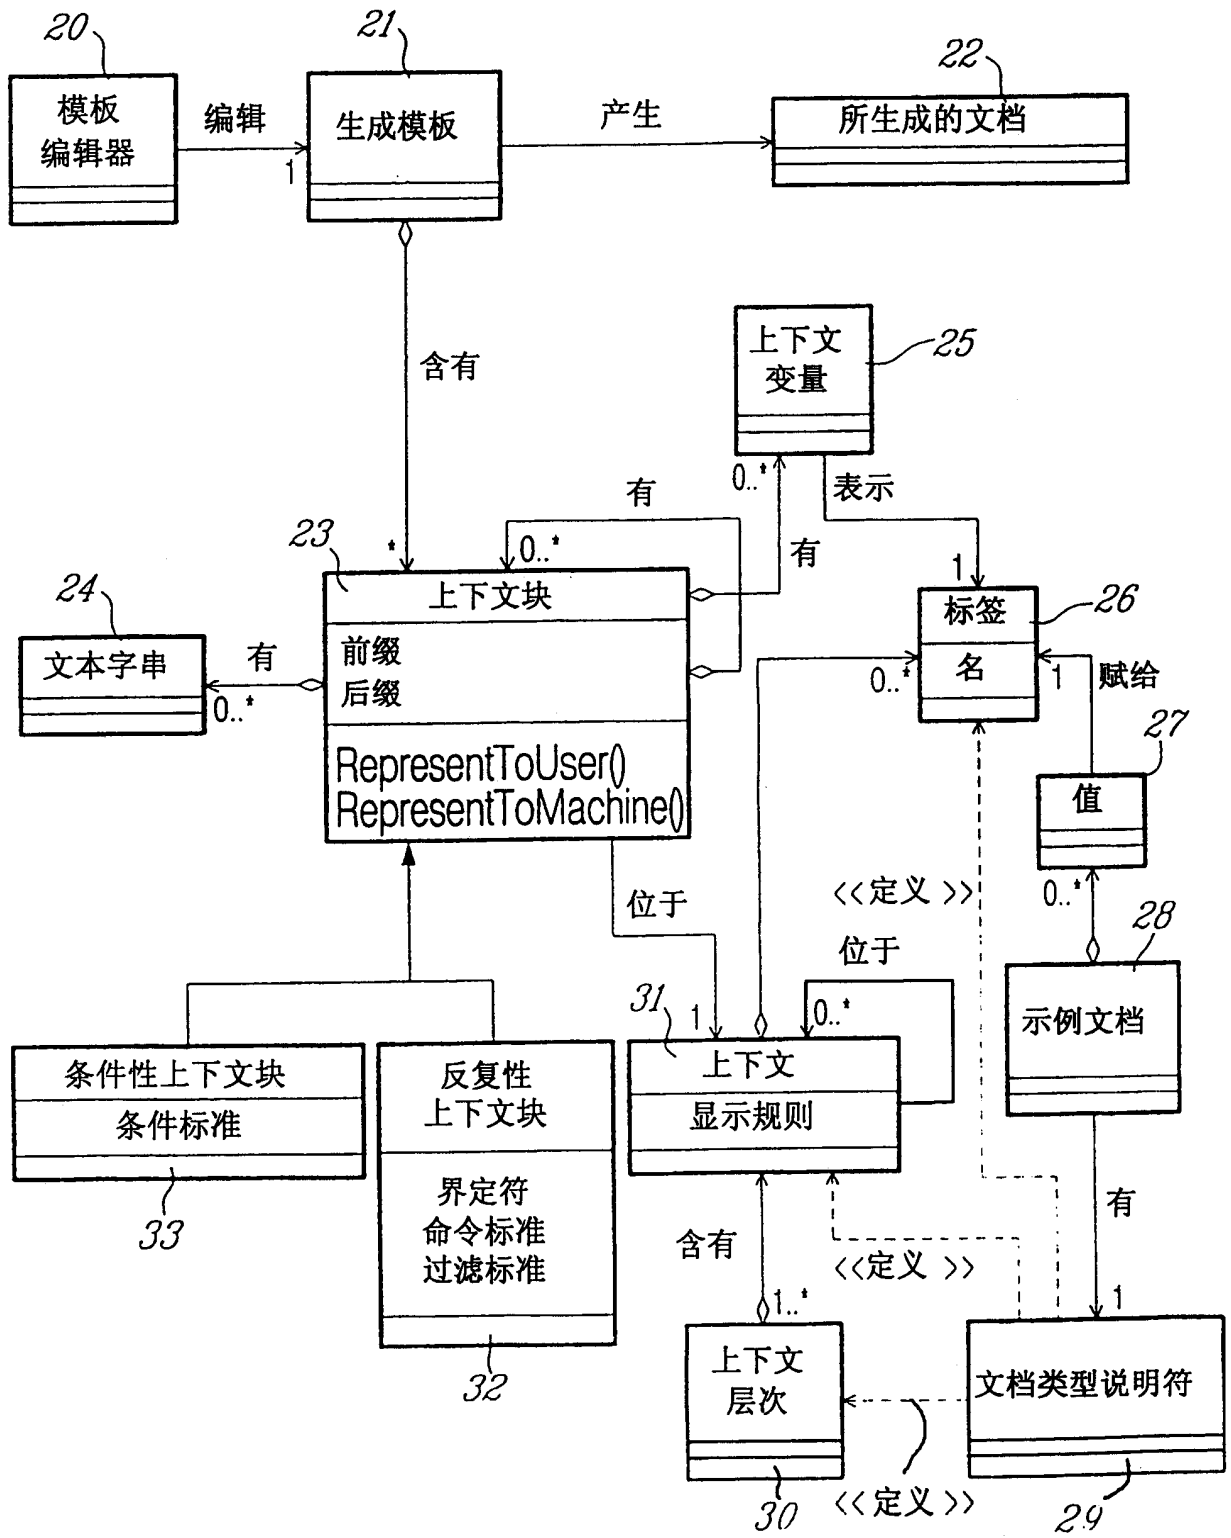 20
21
22
模板
编辑器
编辑
1
生成模板
产生
所生成的文档
含有
*
上下文
变量
25
0..*
表示
有
有
0..*
1
23
上下文块
前缀
后缀
RepresentToUser()
RepresentToMachine()
24
文本字串
有
0..*
标签
名
26
0..*
1
赋给
27
值
0..*
<<定义 >>
28
示例文档
位于
1
位于
0..*
31
上下文
显示规则
条件性上下文块
条件标准
33
反复性
上下文块
界定符
命令标准
过滤标准
32
含有
1..*
<<定义 >>
有
1
上下文
层次
30
文档类型说明符
29
<<定义 >>